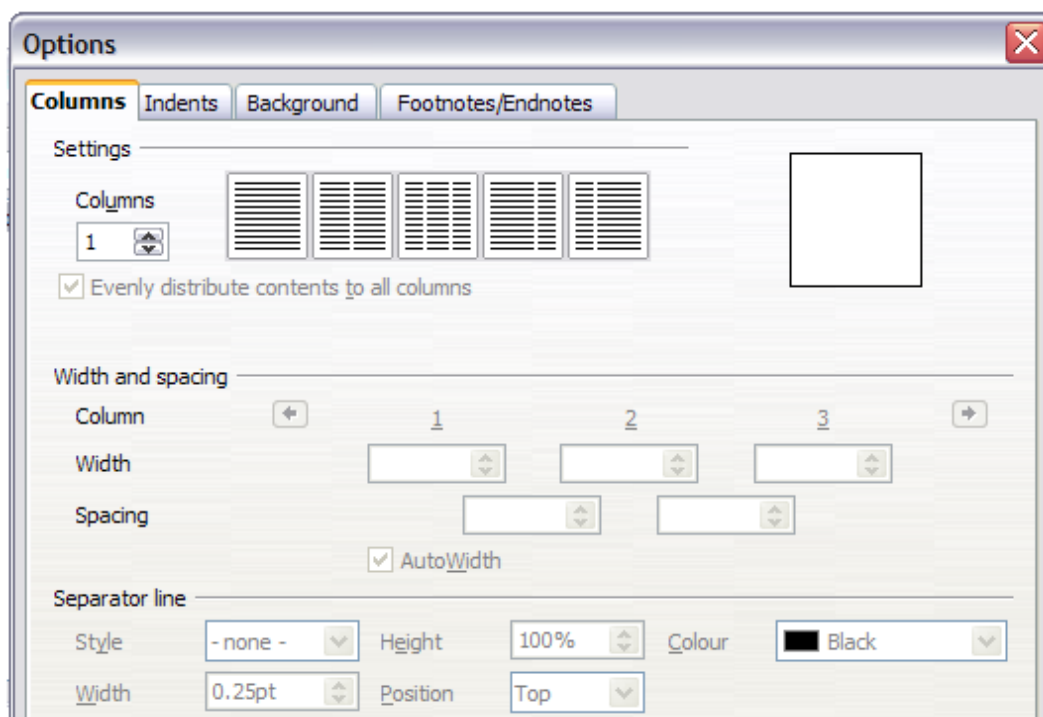 Options
Columns Indents Background Footnotes/Endnotes
Settings
Columns
1
Evenly distribute contents to all columns
Width and spacing
Column 1 2 3
Width
Spacing
AutoWidth
Separator line
Style - none - Height 100% Colour Black
Width 0.25pt Position Top